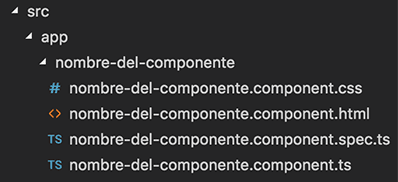 src
app
nombre-del-componente
# nombre-del-componente.component.css
<> nombre-del-componente.component.html
TS nombre-del-componente.component.spec.ts
TS nombre-del-componente.component.ts